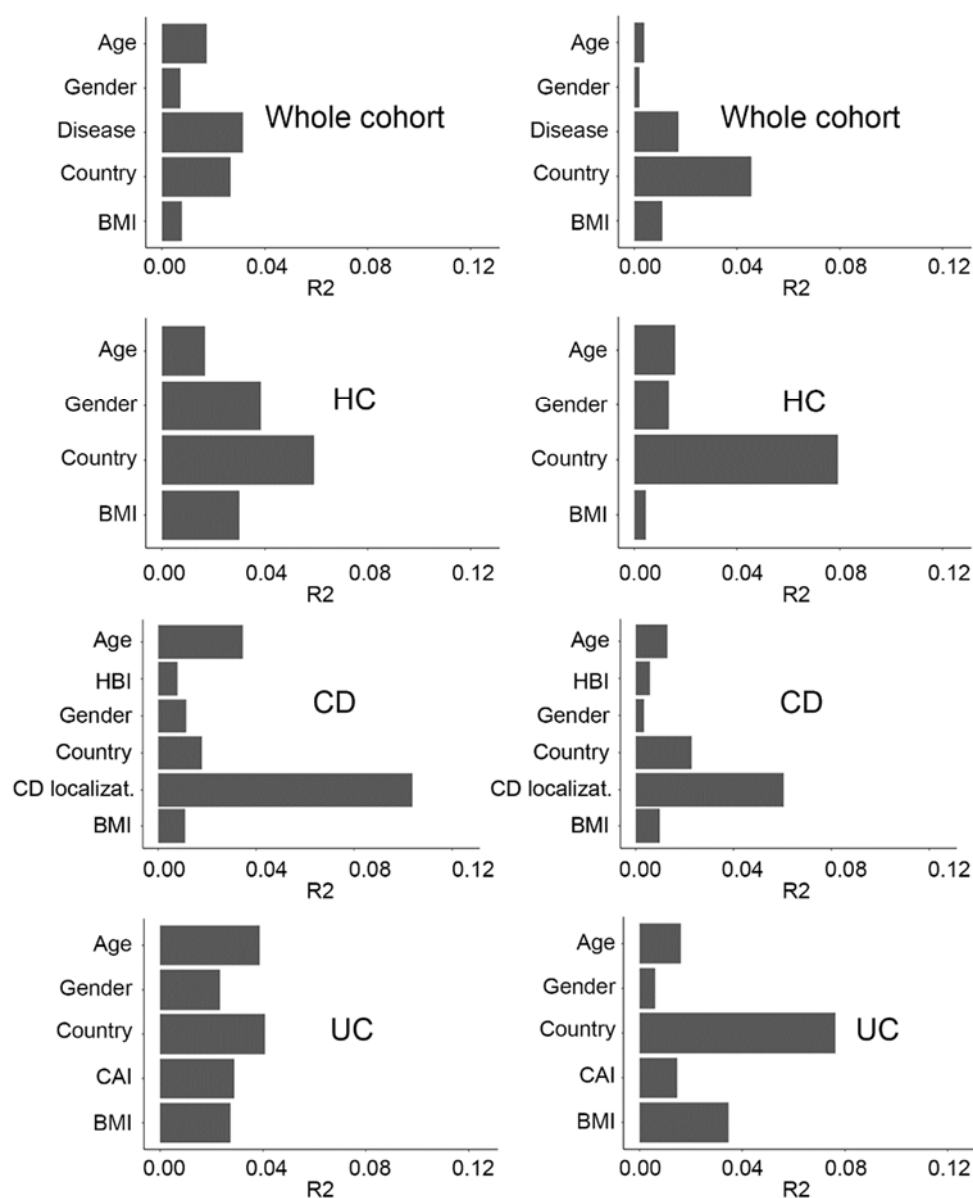 Age
Gender
Disease
Country
BMI
Whole cohort
0.00 0.04 0.08 0.12
R2
Age
Gender
Disease
Country
BMI
Whole cohort
0.00 0.04 0.08 0.12
R2
Age
Gender
Country
BMI
HC
0.00 0.04 0.08 0.12
R2
Age
Gender
Country
BMI
HC
0.00 0.04 0.08 0.12
R2
Age
HBI
Gender
Country
CD localizat.
BMI
CD
0.00 0.04 0.08 0.12
R2
Age
HBI
Gender
Country
CD localizat.
BMI
CD
0.00 0.04 0.08 0.12
R2
Age
Gender
Country
CAI
BMI
UC
0.00 0.04 0.08 0.12
R2
Age
Gender
Country
CAI
BMI
UC
0.00 0.04 0.08 0.12
R2